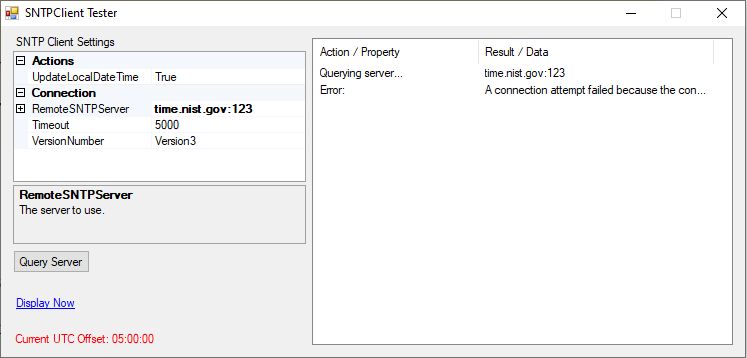 SNTPClient Tester
SNTP Client Settings
Actions
UpdateLocalDateTime True
Connection
RemoteSNTPServer time.nist.gov:123
Timeout 5000
VersionNumber Version3
RemoteSNTPServer
The server to use.
Query Server
Display Now
Current UTC Offset: 05:00:00
Action / Property Result / Data
Querying server... time.nist.gov:123
Error: A connection attempt failed because the con...